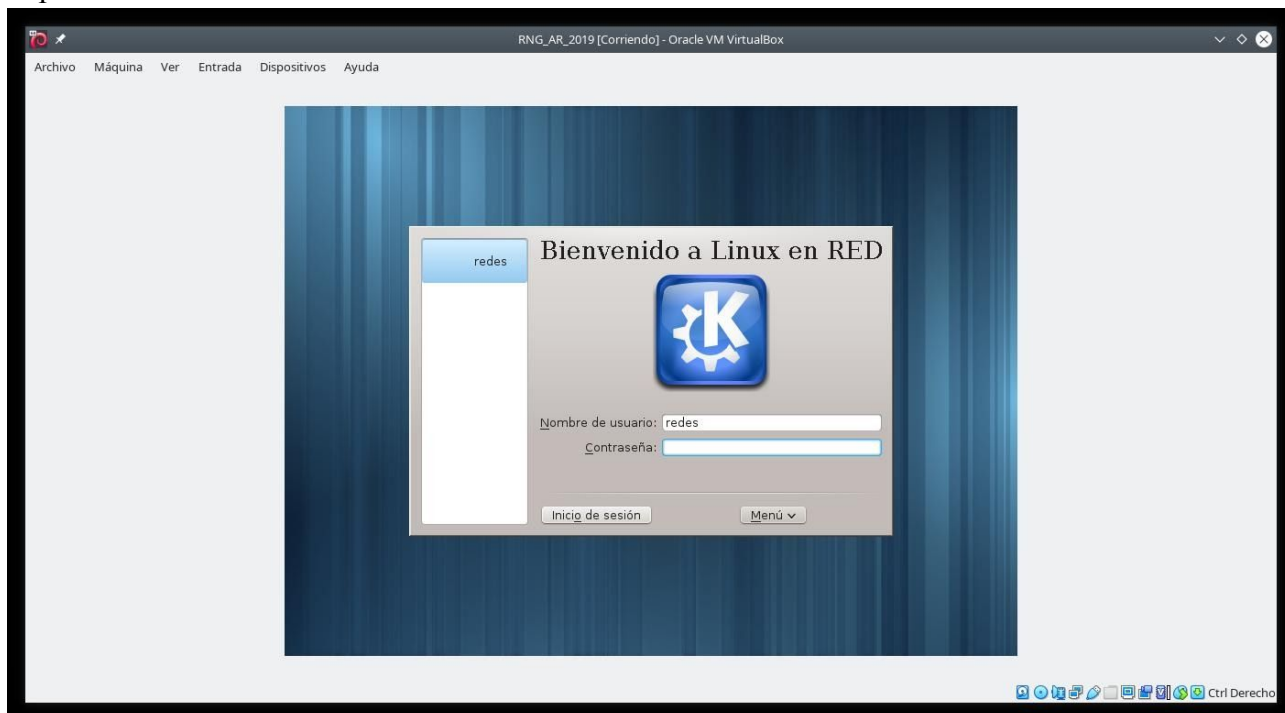 RNG_AR_2019 [Corriendo] - Oracle VM VirtualBox
Archivo Máquina Ver Entrada Dispositivos Ayuda
redes
Bienvenido a Linux en RED
K
Nombre de usuario: redes
Contraseña:
Inicio de sesión Menú
Ctrl Derecho